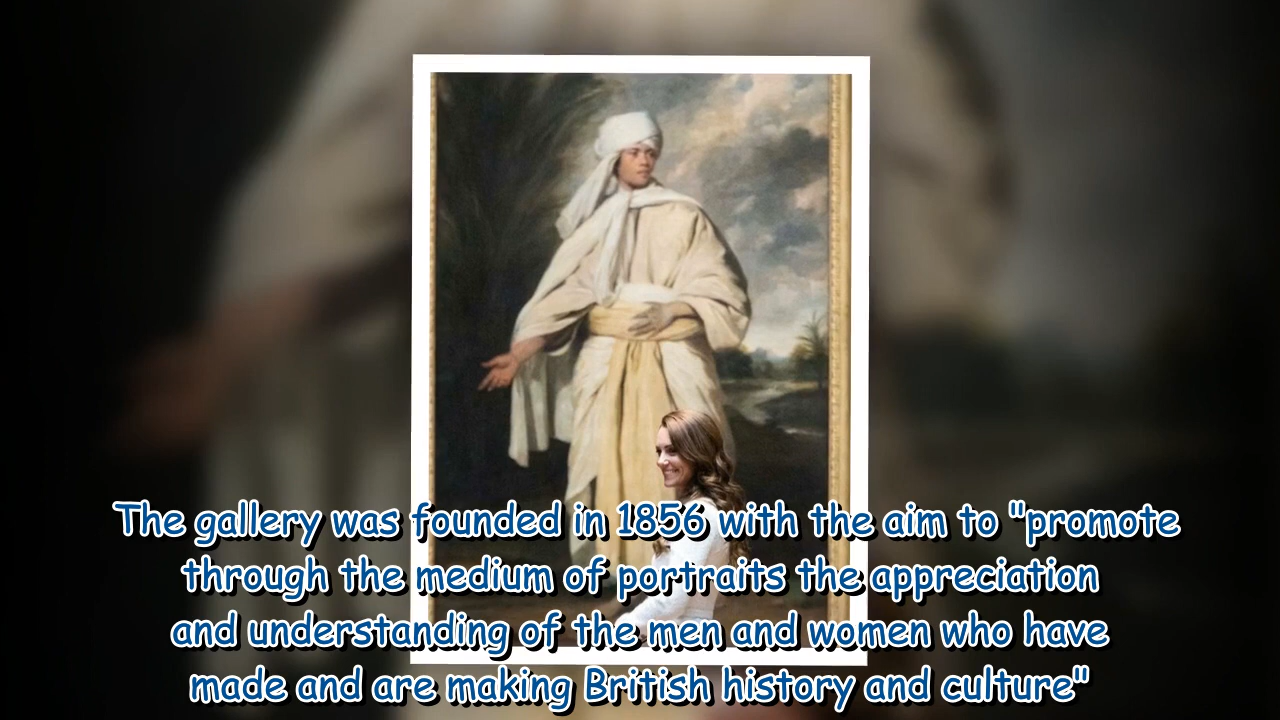 The gallery was founded in 1856 with the aim to "promote
through the medium of portraits the appreciation
and understanding of the men and women who have
made and are making British history and culture"